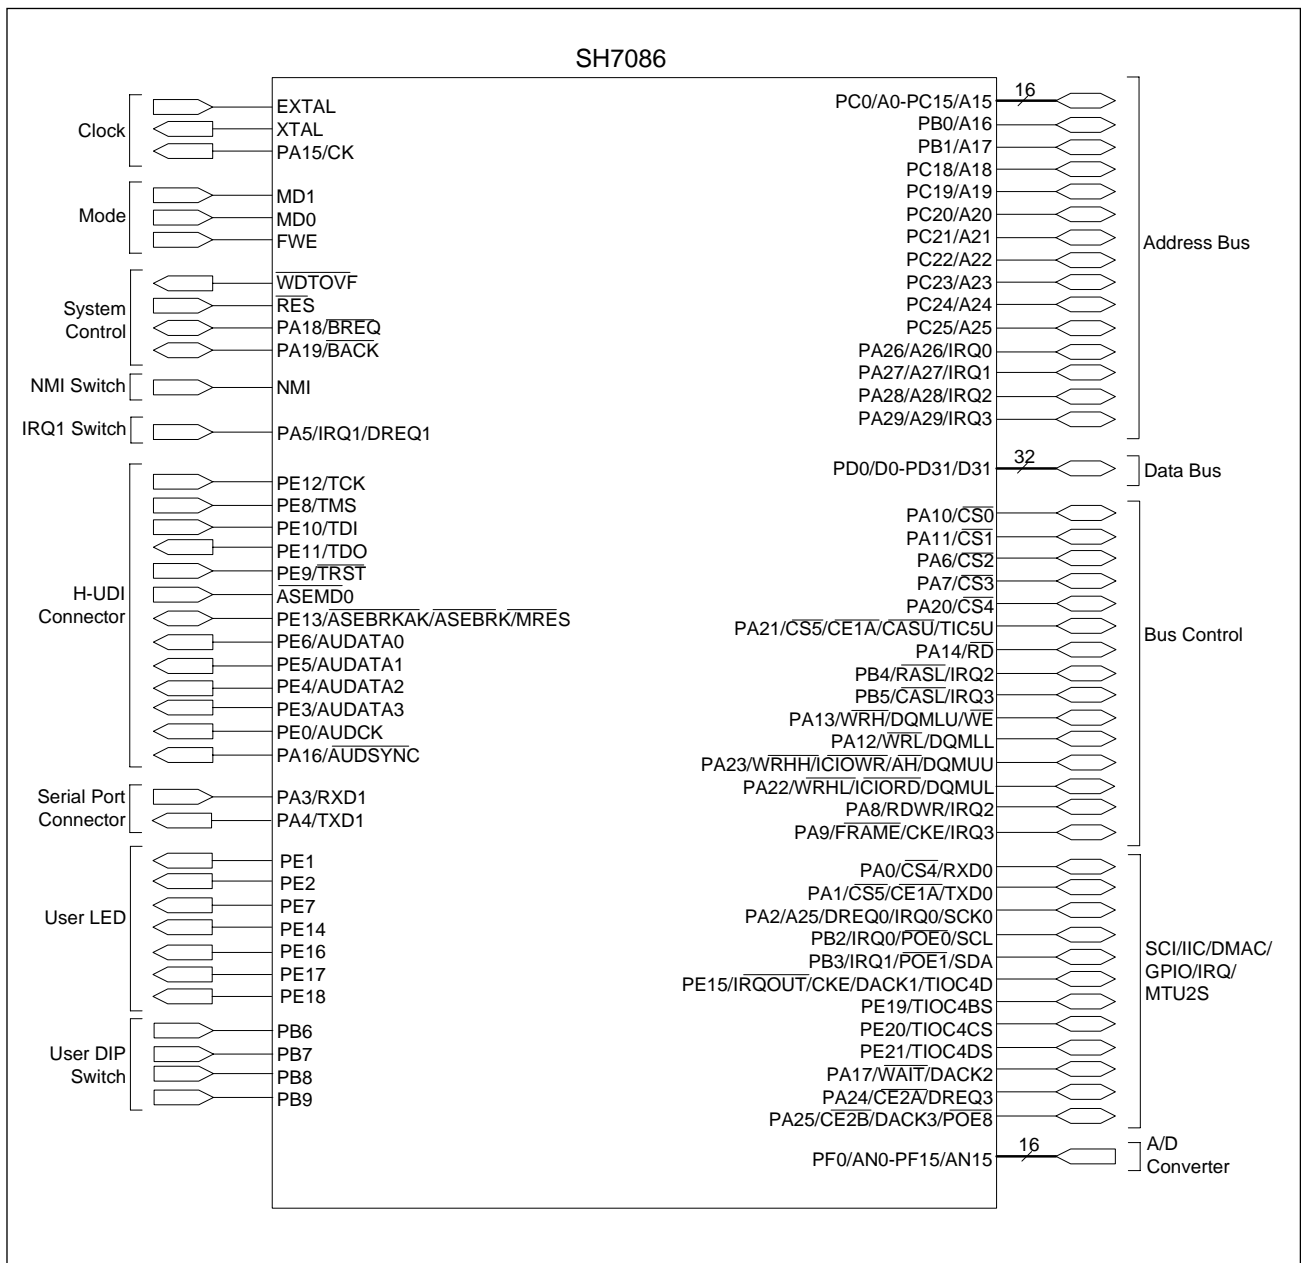 SH7086
Clock
EXTAL
XTAL
PA15/CK
Mode
MD1
MD0
FWE
System
Control
WDTOVF
RES
PA18/BREQ
PA19/BACK
NMI Switch
NMI
IRQ1 Switch
PA5/IRQ1/DREQ1
H-UDI
Connector
PE12/TCK
PE8/TMS
PE10/TDI
PE11/TDO
PE9/TRST
ASEMD0
PE13/ASEBRKAK/ASEBRK/MRES
PE6/AUDATA0
PE5/AUDATA1
PE4/AUDATA2
PE3/AUDATA3
PE0/AUDCK
PA16/AUDSYNC
Serial Port
Connector
PA3/RXD1
PA4/TXD1
User LED
PE1
PE2
PE7
PE14
PE16
PE17
PE18
User DIP
Switch
PB6
PB7
PB8
PB9
PC0/A0-PC15/A15
16
PB0/A16
PB1/A17
PC18/A18
PC19/A19
PC20/A20
PC21/A21
PC22/A22
PC23/A23
PC24/A24
PC25/A25
PA26/A26/IRQ0
PA27/A27/IRQ1
PA28/A28/IRQ2
PA29/A29/IRQ3
Address Bus
PD0/D0-PD31/D31
32
Data Bus
PA10/CS0
PA11/CS1
PA6/CS2
PA7/CS3
PA20/CS4
PA21/CS5/CE1A/CASU/TIC5U
PA14/RD
PB4/RASL/IRQ2
PB5/CASL/IRQ3
PA13/WRH/DQMLU/WE
PA12/WRL/DQMLL
PA23/WRHH/ICIOWR/AH/DQMUU
PA22/WRHL/ICIORD/DQMUL
PA8/RDWR/IRQ2
PA9/FRAME/CKE/IRQ3
Bus Control
PA0/CS4/RXD0
PA1/CS5/CE1A/TXD0
PA2/A25/DREQ0/IRQ0/SCK0
PB2/IRQ0/POE0/SCL
PB3/IRQ1/POE1/SDA
PE15/IRQOUT/CKE/DACK1/TIOC4D
PE19/TIOC4BS
PE20/TIOC4CS
PE21/TIOC4DS
PA17/WAIT/DACK2
PA24/CE2A/DREQ3
PA25/CE2B/DACK3/POE8
SCI/IIC/DMAC/
GPIO/IRQ/
MTU2S
PF0/AN0-PF15/AN15
16
A/D
Converter